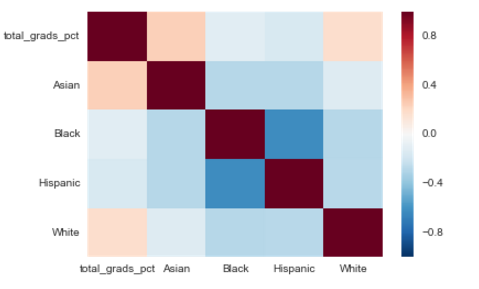 total_grads_pct
Asian
Black
Hispanic
White
total_grads_pct Asian Black Hispanic White
0.8
0.4
0.0
−0.4
−0.8